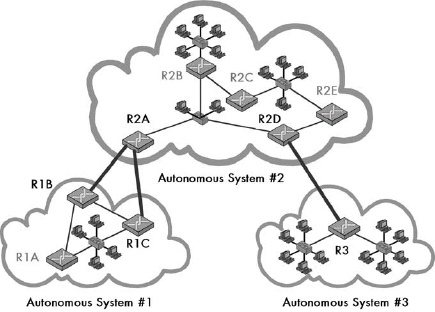 R2B
R2C
R2E
R2A
R2D
Autonomous System #2
R1B
R1C
R3
R1A
Autonomous System #1
Autonomous System #3